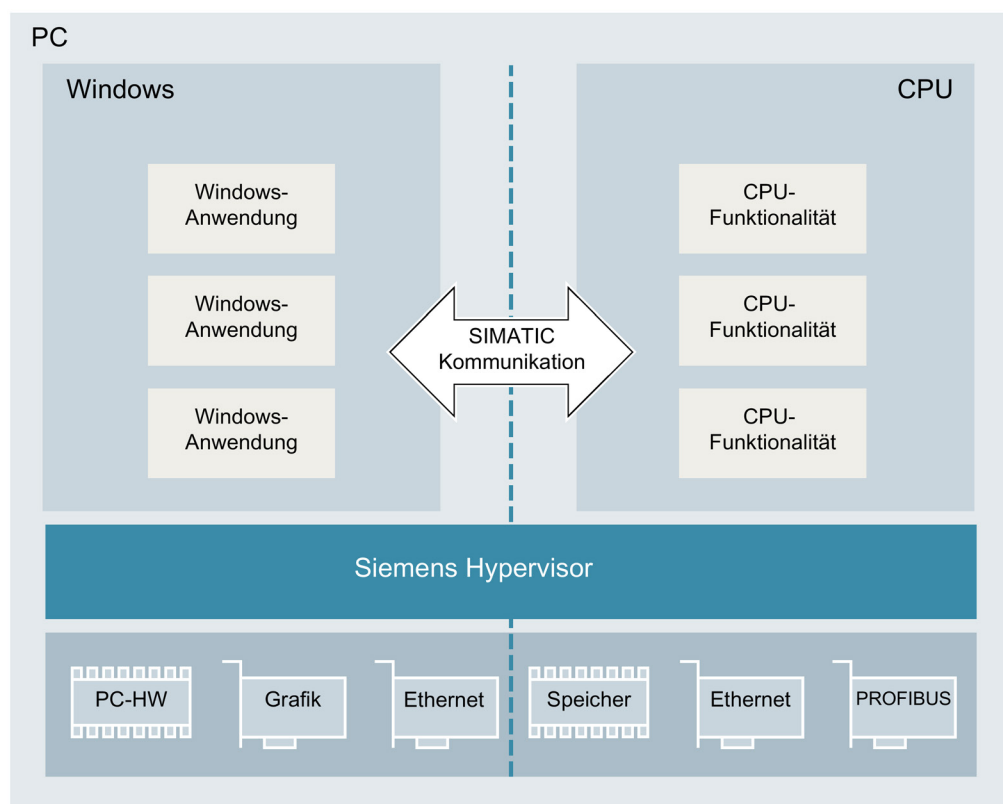 PC
Windows
CPU
Windows-
Anwendung
CPU-
Funktionalität
Windows-
Anwendung
CPU-
Funktionalität
SIMATIC
Kommunikation
Windows-
Anwendung
CPU-
Funktionalität
Siemens Hypervisor
PC-HW
Grafik
Ethernet
Speicher
Ethernet
PROFIBUS